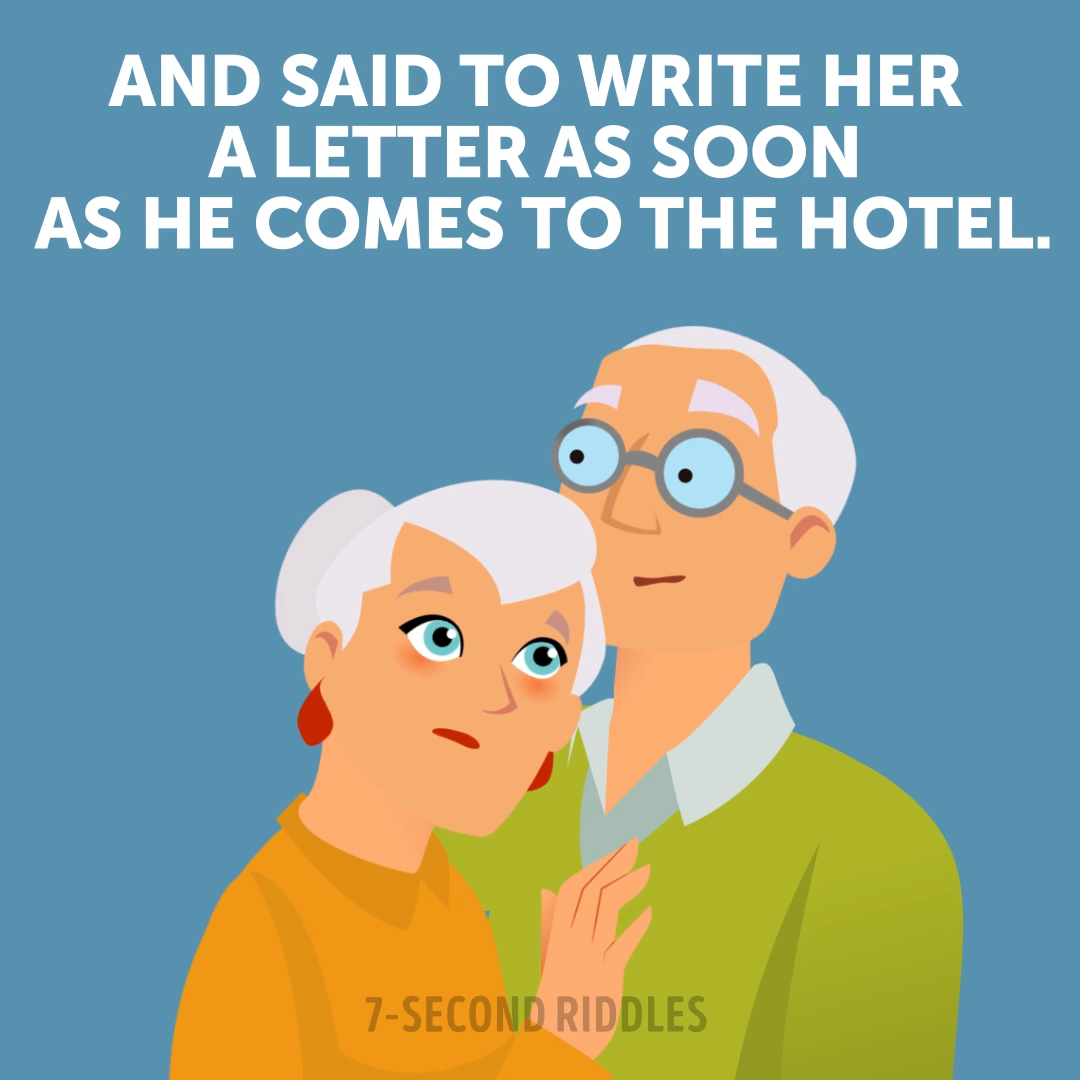 AND SAID TO WRITE HER
A LETTER AS SOON
AS HE COMES TO THE HOTEL.
7-SECOND RIDDLES